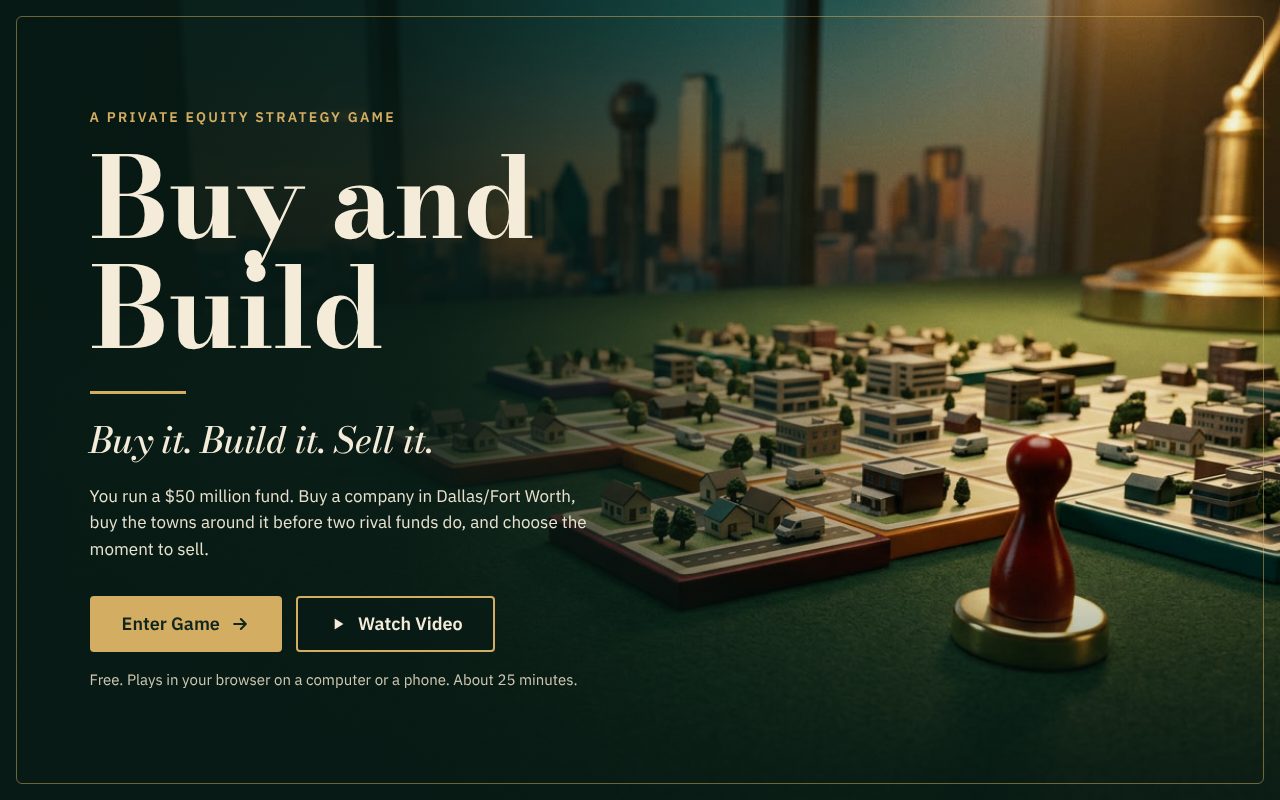 A PRIVATE EQUITY STRATEGY GAME
Buy and
Build
Buy it. Build it. Sell it.
You run a $50 million fund. Buy a company in Dallas/Fort Worth,
buy the towns around it before two rival funds do, and choose the
moment to sell.
Enter Game →
Watch Video
Free. Plays in your browser on a computer or a phone. About 25 minutes.